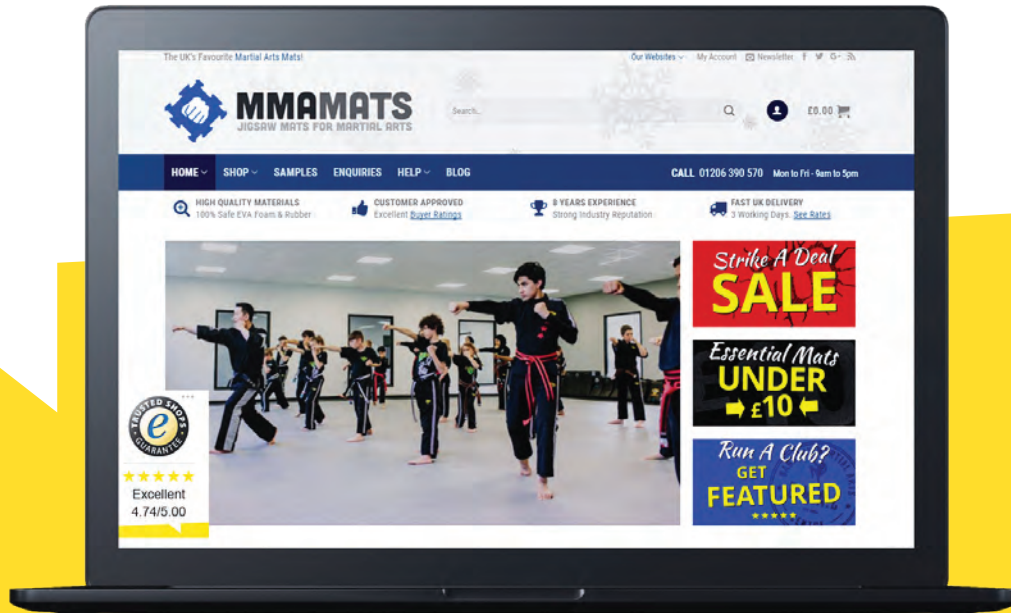 The UK's Favourite Martial Arts Mats!
Our Websites My Account Newsletter f G+
MMAMATS
JIGSAW MATS FOR MARTIAL ARTS
Search...
£0.00
HOME SHOP SAMPLES ENQUIRIES HELP BLOG
CALL 01206 390 570 Mon to Fri - 9am to 5pm
HIGH QUALITY MATERIALS
100% Safe EVA Foam & Rubber
CUSTOMER APPROVED
Excellent Buyer Ratings
8 YEARS EXPERIENCE
Strong Industry Reputation
FAST UK DELIVERY
3 Working Days. See Rates
Strike A Deal
SALE
Essential Mats
UNDER
£10
Run A Club?
GET
FEATURED
TRUSTED SHOPS
e
GUARANTEE
Excellent
4.74/5.00